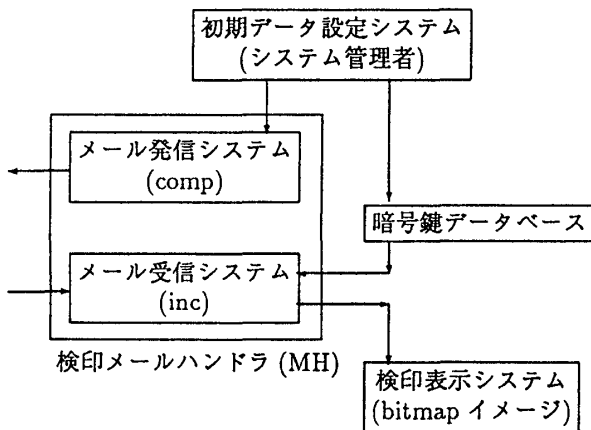 初期データ設定システム
(システム管理者)
メール発信システム
(comp)
暗号鍵データベース
メール受信システム
(inc)
検印メールハンドラ (MH)
検印表示システム
(bitmap イメージ)